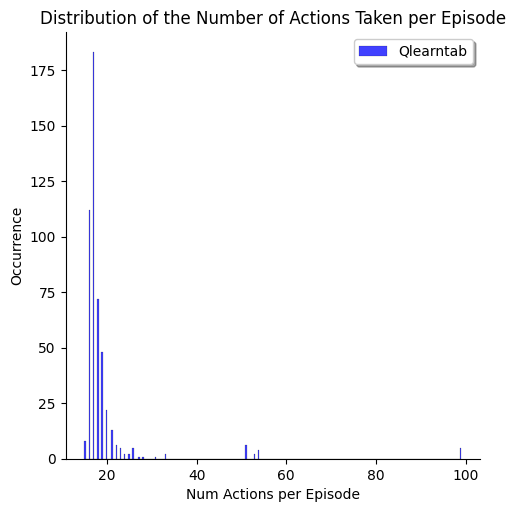 Distribution of the Number of Actions Taken per Episode
Qlearntab
175
150
125
100
75
50
25
0
20 40 60 80 100
Occurrence
Num Actions per Episode